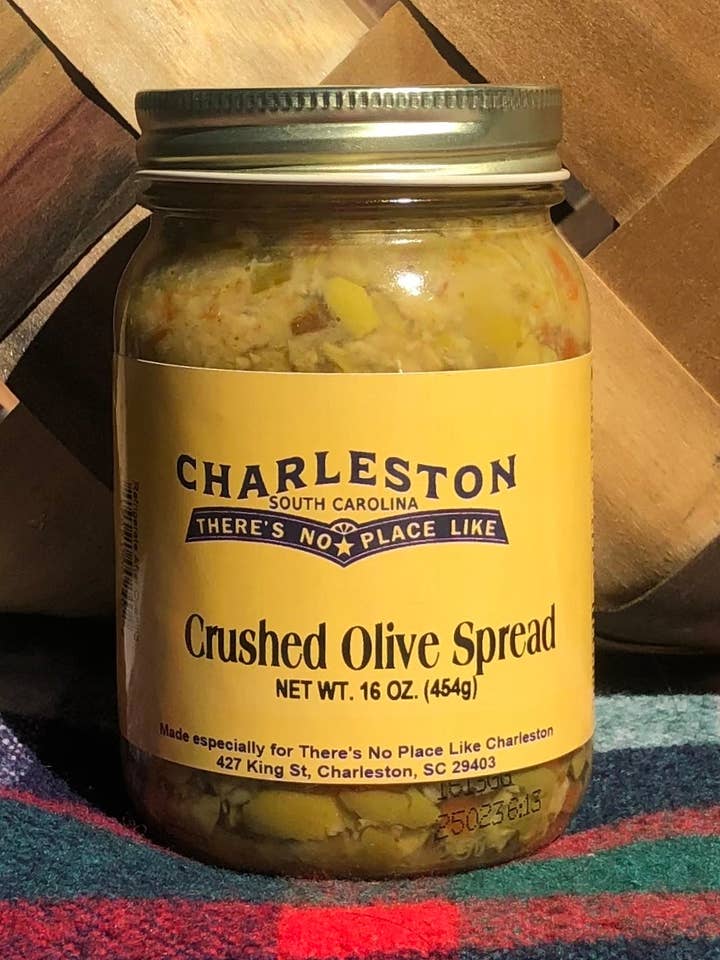 CHARLESTON
SOUTH CAROLINA
THERE'S NO PLACE LIKE
Crushed Olive Spread
NET WT. 16 OZ. (454g)
Made especially for There's No Place Like Charleston
427 King St, Charleston, SC 29403